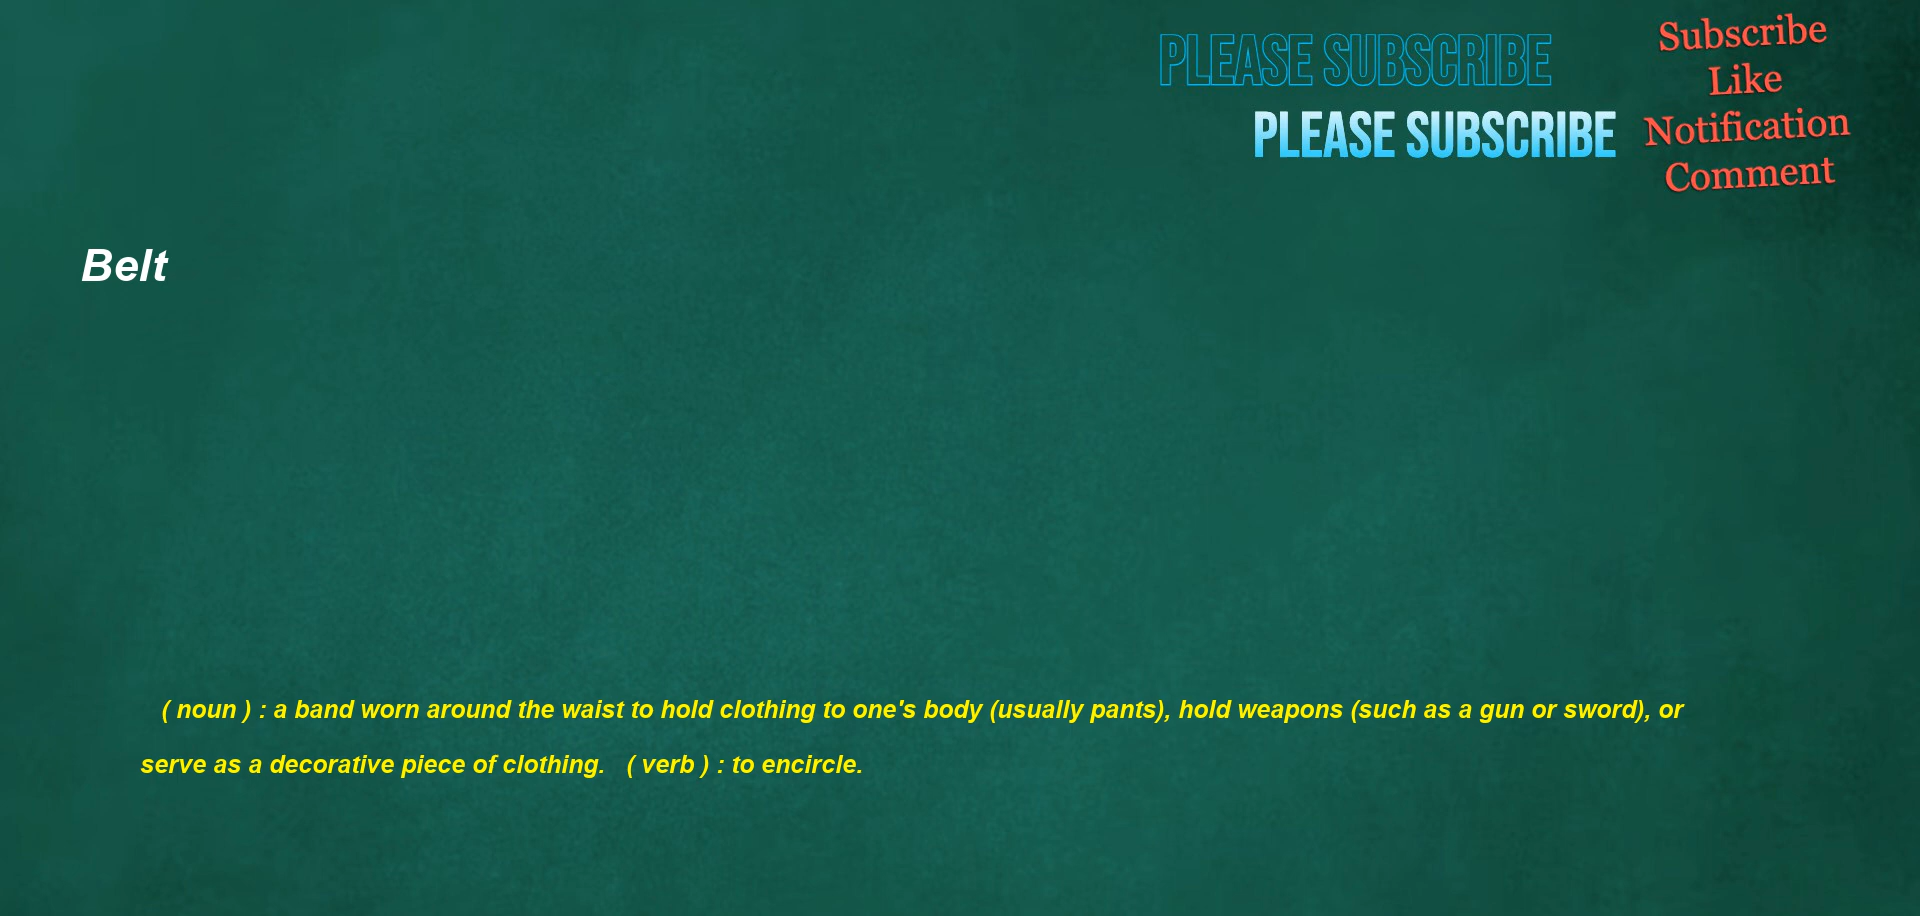 PLEASE SUBSCRIBE
PLEASE SUBSCRIBE
Subscribe
Like
Notification
Comment
Belt
( noun ) : a band worn around the waist to hold clothing to one's body (usually pants), hold weapons (such as a gun or sword), or
serve as a decorative piece of clothing. ( verb ) : to encircle.